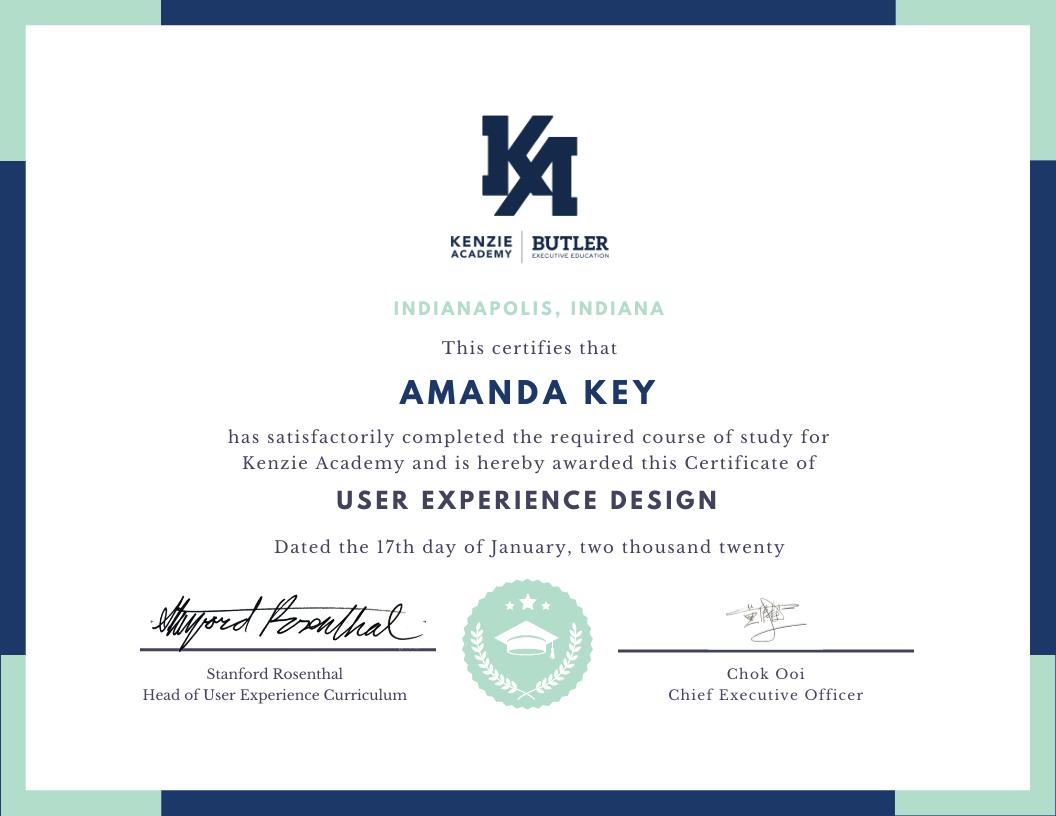 KA
KENZIE ACADEMY
BUTLER
EXECUTIVE EDUCATION
INDIANAPOLIS, INDIANA
This certifies that
AMANDA KEY
has satisfactorily completed the required course of study for
Kenzie Academy and is hereby awarded this Certificate of
USER EXPERIENCE DESIGN
Dated the 17th day of January, two thousand twenty
Stanford Rosenthal
Stanford Rosenthal
Head of User Experience Curriculum
Chok Ooi
Chief Executive Officer